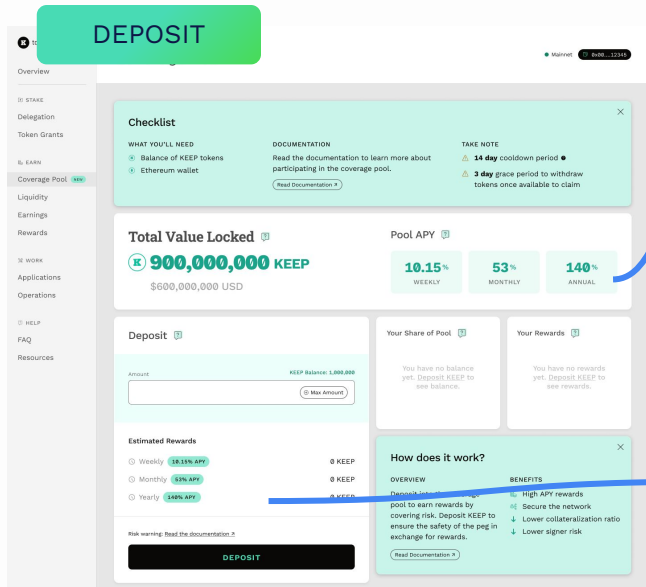 DEPOSIT
Mainnet
0x00...12345
Overview
STAKE
Delegation
Token Grants
EARN
Coverage Pool NEW
Liquidity
Earnings
Rewards
WORK
Applications
Operations
HELP
FAQ
Resources
Checklist
WHAT YOU'LL NEED
Balance of KEEP tokens
Ethereum wallet
DOCUMENTATION
Read the documentation to learn more about
participating in the coverage pool.
Read Documentation ↗
TAKE NOTE
14 day cooldown period
3 day grace period to withdraw
tokens once available to claim
Total Value Locked
K 900,000,000 KEEP
$600,000,000 USD
Pool APY
10.15%
WEEKLY
53%
MONTHLY
140%
ANNUAL
Deposit
Amount
KEEP Balance: 1,000,000
Max Amount
Estimated Rewards
Weekly 10.15% APY 0 KEEP
Monthly 53% APY 0 KEEP
Yearly 140% APY 0 KEEP
Risk warning: Read the documentation ↗
DEPOSIT
Your Share of Pool
You have no balance
yet. Deposit KEEP to
see balance.
Your Rewards
You have no rewards
yet. Deposit KEEP to
see rewards.
How does it work?
OVERVIEW
Deposit
pool to earn rewards by
covering risk. Deposit KEEP to
ensure the safety of the peg in
exchange for rewards.
Read Documentation ↗
BENEFITS
High APY rewards
Secure the network
Lower collateralization ratio
Lower signer risk